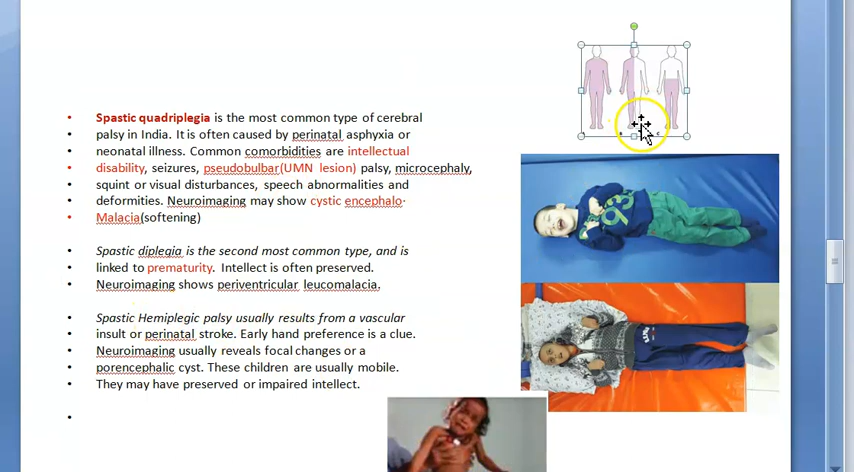 Spastic quadriplegia is the most common type of cerebral
palsy in India. It is often caused by perinatal asphyxia or
neonatal illness. Common comorbidities are intellectual
disability, seizures, pseudobulbar(UMN lesion) palsy, microcephaly,
squint or visual disturbances, speech abnormalities and
deformities. Neuroimaging may show cystic encephalo-
Malacia(softening)
Spastic diplegia is the second most common type, and is
linked to prematurity. Intellect is often preserved.
Neuroimaging shows periventricular leucomalacia.
Spastic Hemiplegic palsy usually results from a vascular
insult or perinatal stroke. Early hand preference is a clue.
Neuroimaging usually reveals focal changes or a
porencephalic cyst. These children are usually mobile.
They may have preserved or impaired intellect.